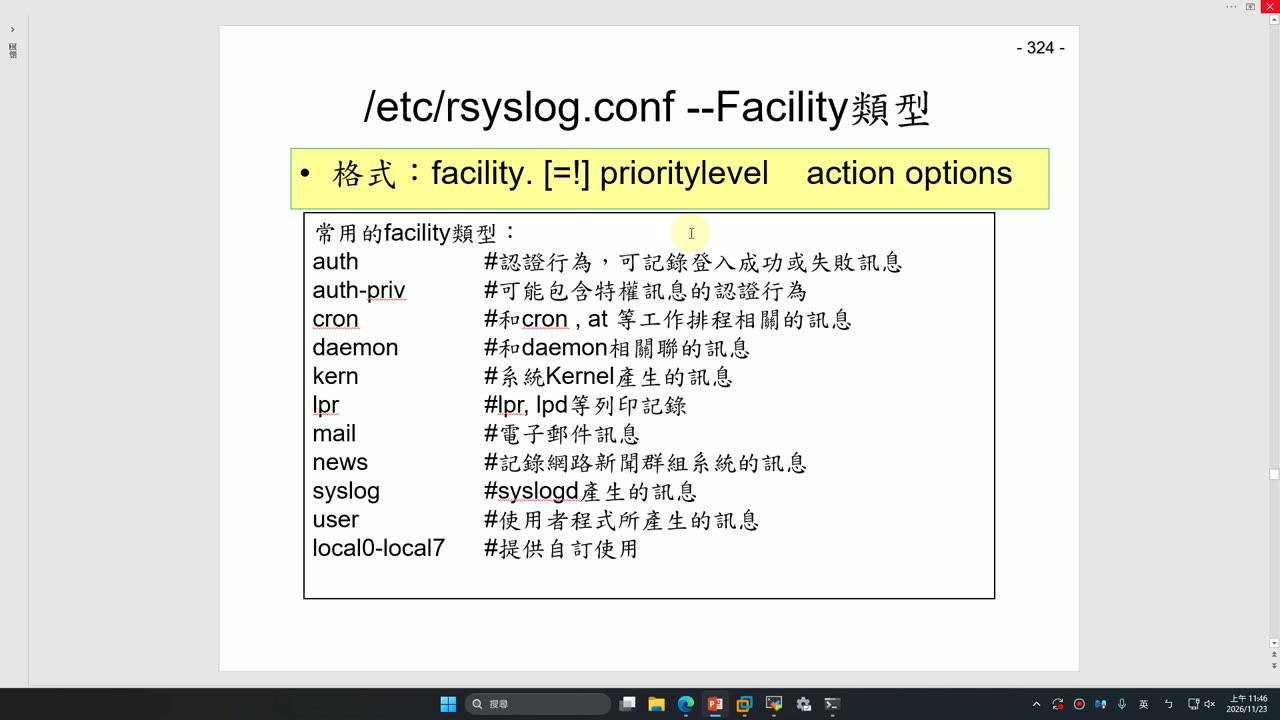 - 324 -
/etc/rsyslog.conf --Facility類型
• 格式：facility. [=!] prioritylevel action options
常用的facility類型：
auth #認證行為，可記錄登入成功或失敗訊息
auth-priv #可能包含特權訊息的認證行為
cron #和cron , at 等工作排程相關的訊息
daemon #和daemon相關聯的訊息
kern #系統Kernel產生的訊息
lpr #lpr, lpd等列印記錄
mail #電子郵件訊息
news #記錄網路新聞群組系統的訊息
syslog #syslogd產生的訊息
user #使用者程式所產生的訊息
local0-local7 #提供自訂使用
搜尋
英
ㄅ
上午 11:46
2026/11/23